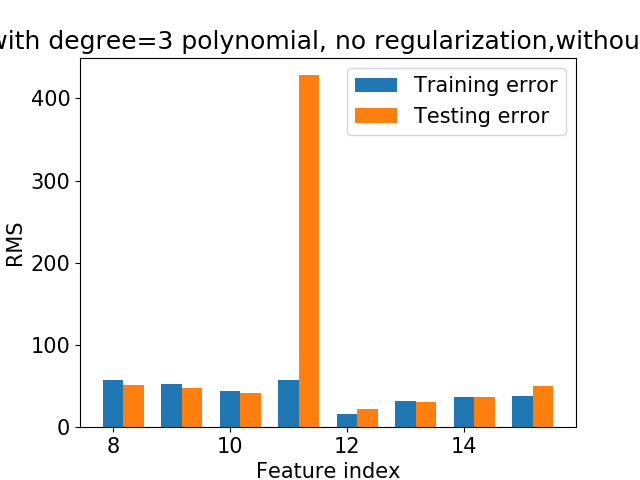 with degree=3 polynomial, no regularization,withou
Training error
Testing error
400
300
200
100
0
RMS
8 10 12 14
Feature index